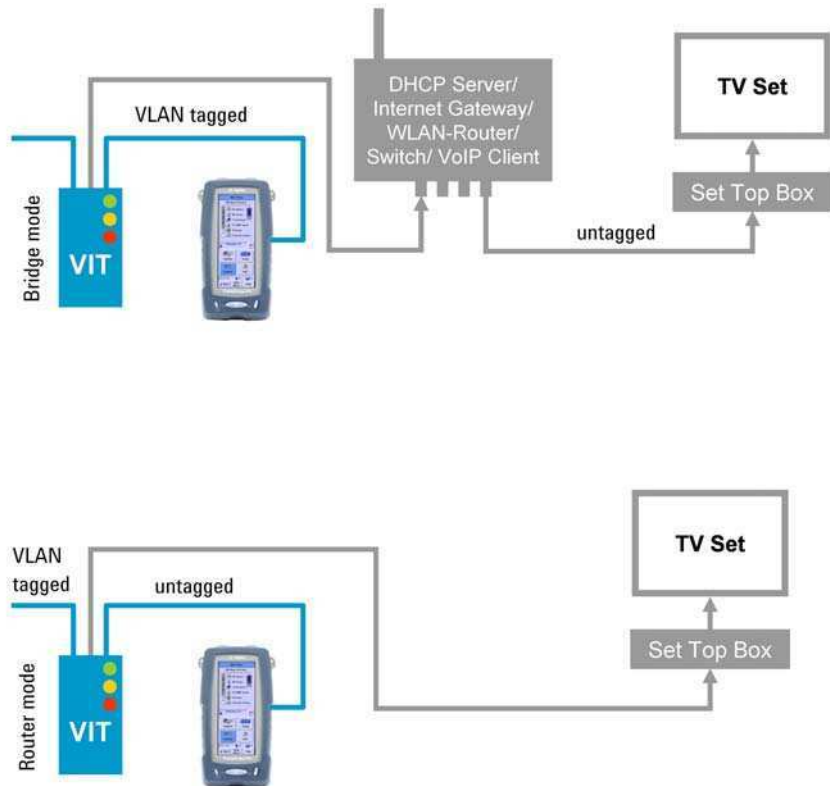 DHCP Server/
Internet Gateway/
WLAN-Router/
Switch/ VoIP Client
TV Set
VLAN tagged
Set Top Box
untagged
Bridge mode
VIT
TV Set
VLAN
tagged
untagged
Set Top Box
Router mode
VIT